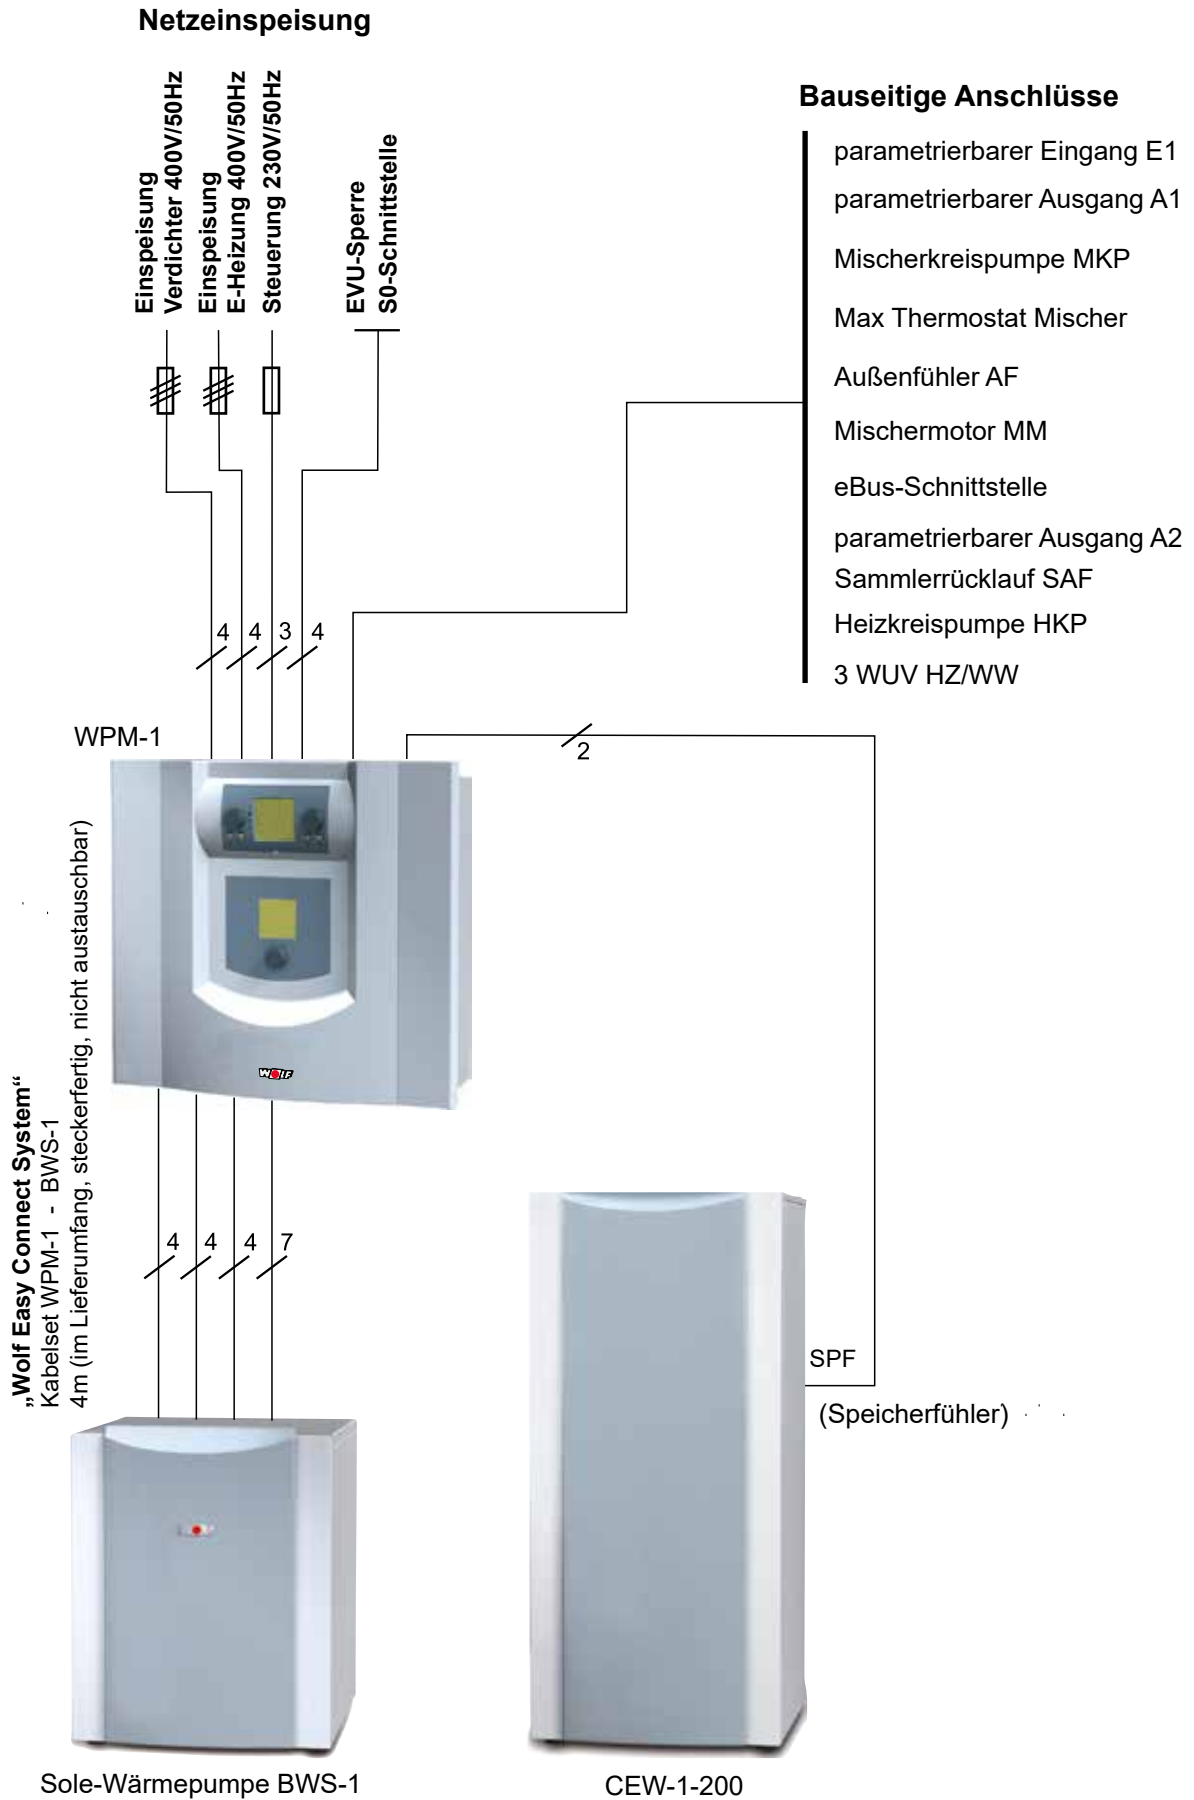 Netzeinspeisung
Einspeisung
Verdichter 400V/50Hz
Einspeisung
E-Heizung 400V/50Hz
Steuerung 230V/50Hz
EVU-Sperre
S0-Schnittstelle
Bauseitige Anschlüsse
parametrierbarer Eingang E1
parametrierbarer Ausgang A1
Mischerkreispumpe MKP
Max Thermostat Mischer
Außenfühler AF
Mischermotor MM
eBus-Schnittstelle
parametrierbarer Ausgang A2
Sammlerrücklauf SAF
Heizkreispumpe HKP
3 WUV HZ/WW
4 4 3 4
WPM-1
2
WOLF
„Wolf Easy Connect System“
Kabelset WPM-1 - BWS-1
4m (im Lieferumfang, steckerfertig, nicht austauschbar)
4 4 4 7
SPF
(Speicherfühler)
Sole-Wärmepumpe BWS-1
CEW-1-200